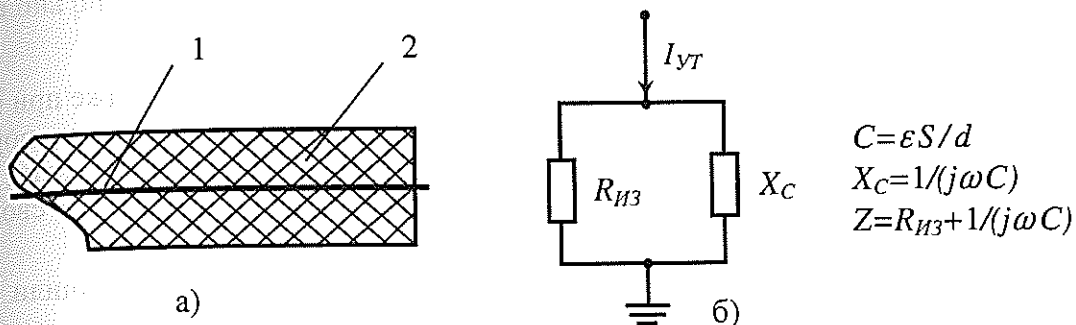 1
2
I_УТ
R_ИЗ
X_C
C=εS/d
X_C=1/(jωC)
Z=R_ИЗ+1/(jωC)
а)
б)